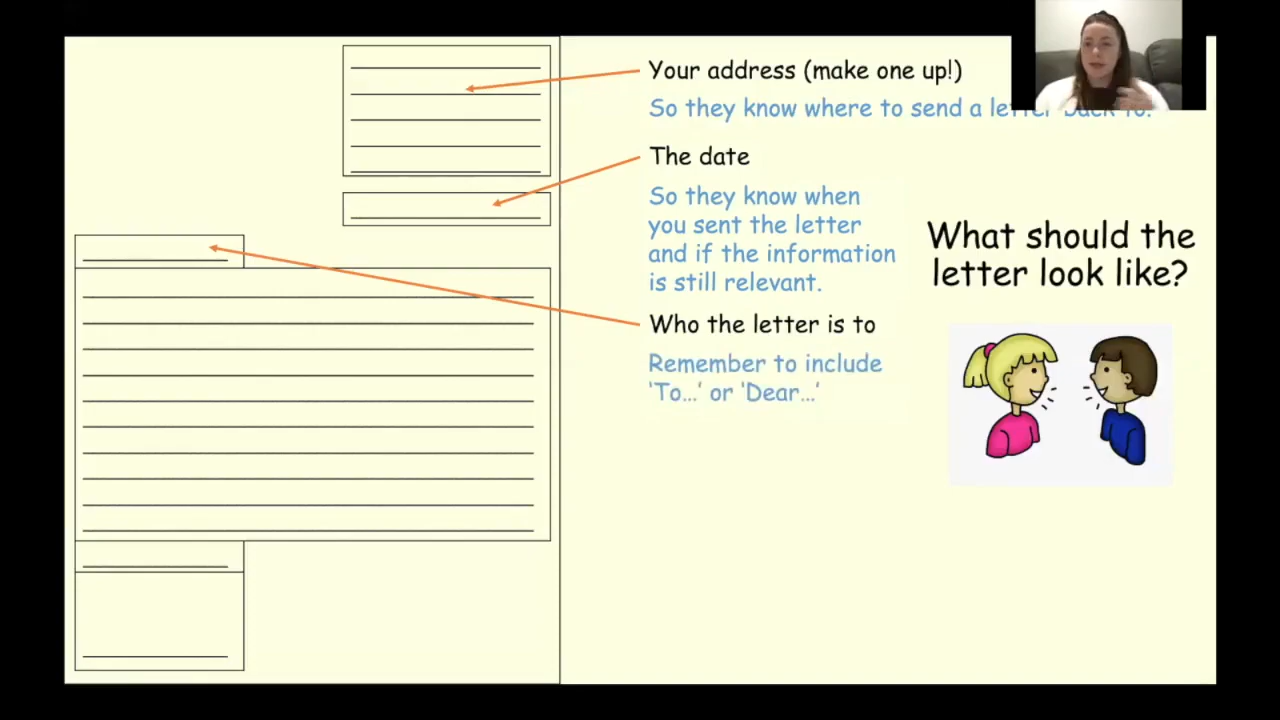 Your address (make one up!)
So they know where to send a letter back to.
The date
So they know when
you sent the letter
and if the information
is still relevant.
Who the letter is to
Remember to include
‘To…’ or ‘Dear…’
What should the
letter look like?